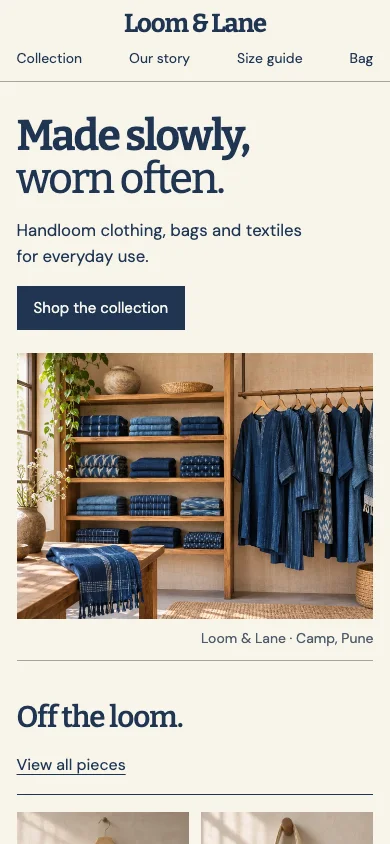 Loom & Lane
Collection Our story Size guide Bag
Made slowly,
worn often.
Handloom clothing, bags and textiles
for everyday use.
Shop the collection
Loom & Lane · Camp, Pune
Off the loom.
View all pieces